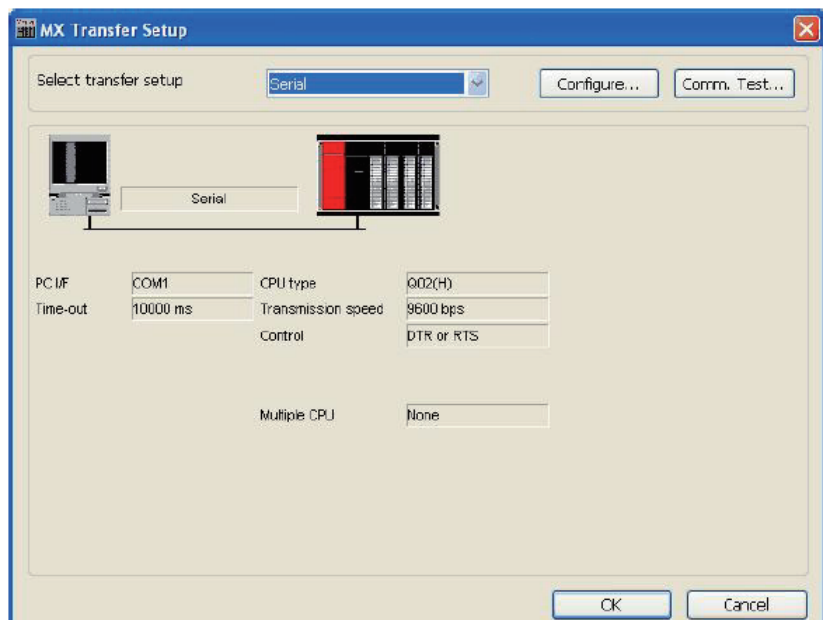 MX Transfer Setup
Select transfer setup Serial Configure... Comm. Test...
Serial
PC I/F COM1 CPU type Q02(H)
Time-out 10000 ms Transmission speed 9600 bps
Control DTR or RTS
Multiple CPU None
OK Cancel